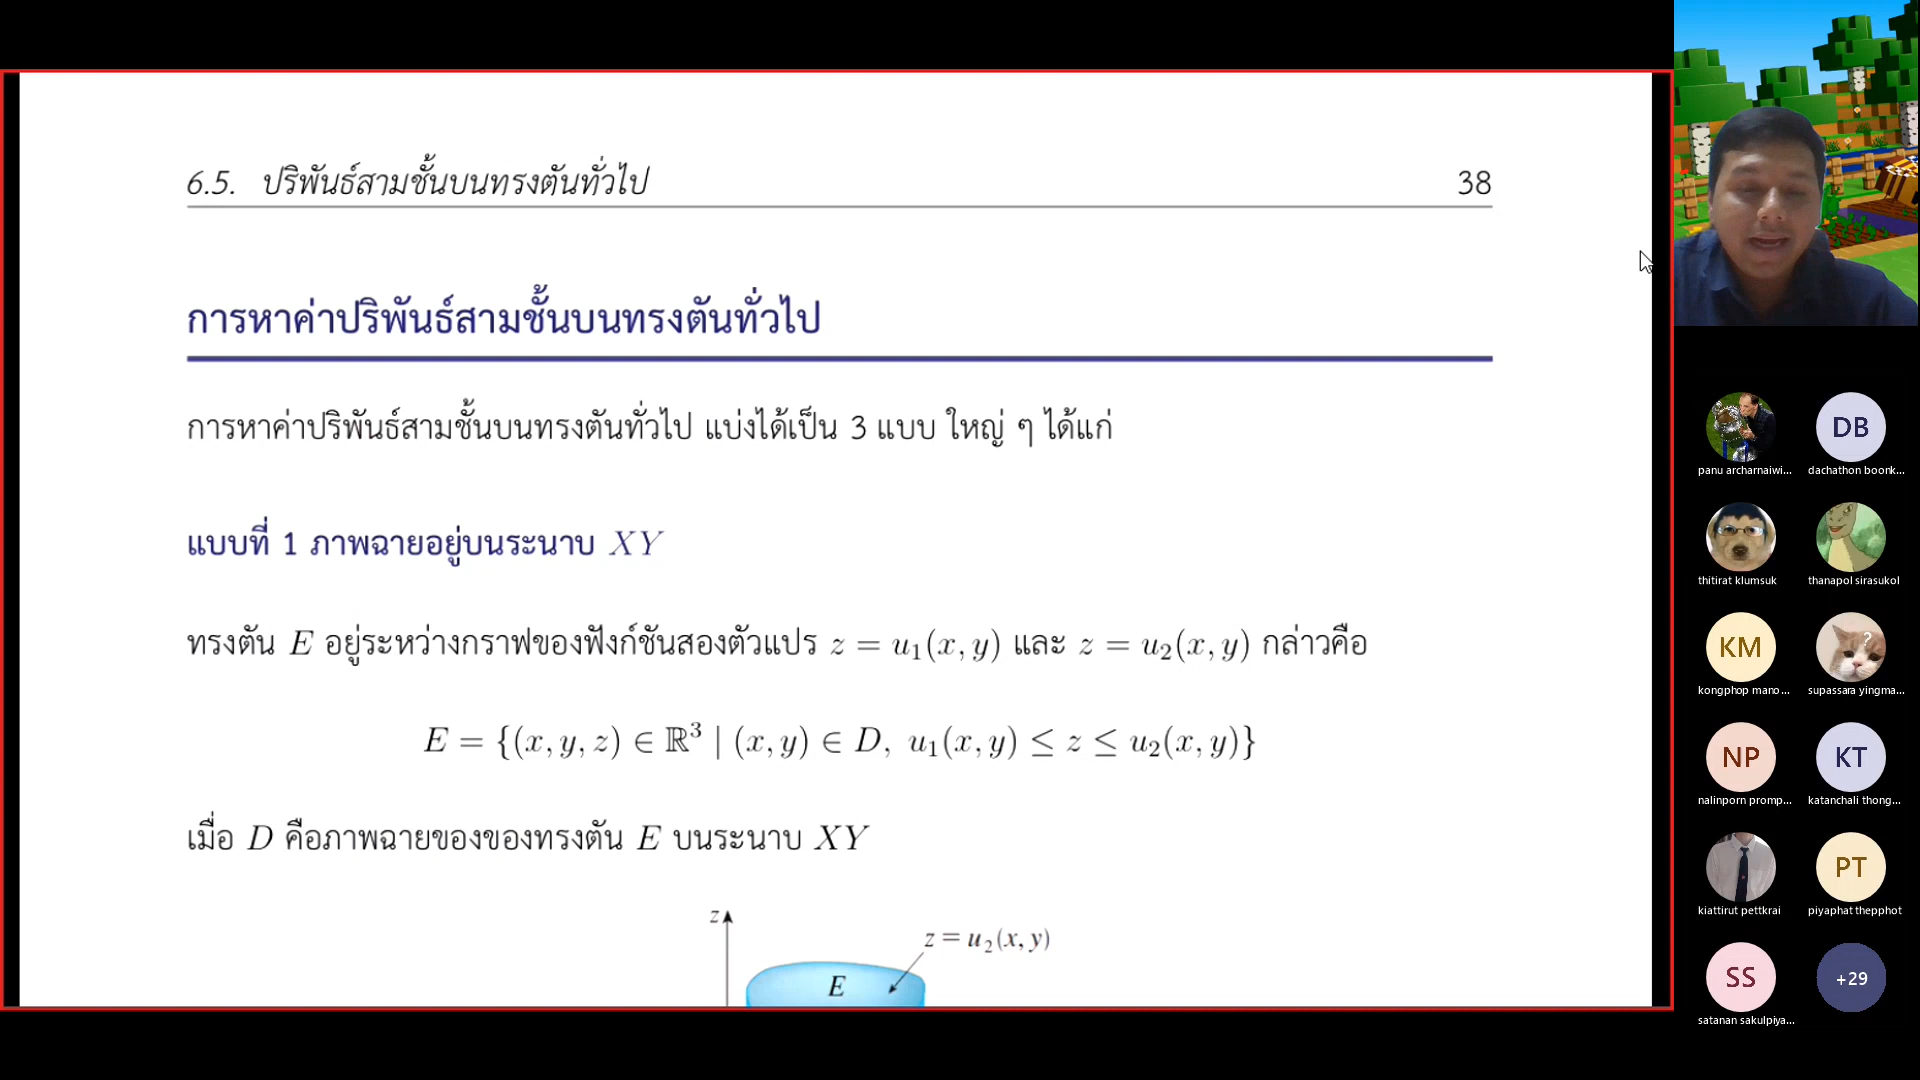 6.5. ปริพันธ์สามชั้นบนทรงตันทั่วไป 38
การหาค่าปริพันธ์สามชั้นบนทรงตันทั่วไป
การหาค่าปริพันธ์สามชั้นบนทรงตันทั่วไป แบ่งได้เป็น 3 แบบ ใหญ่ ๆ ได้แก่
แบบที่ 1 ภาพฉายอยู่บนระนาบ XY
ทรงตัน E อยู่ระหว่างกราฟของฟังก์ชันสองตัวแปร z = u₁(x, y) และ z = u₂(x, y) กล่าวคือ
E = {(x, y, z) ∈ ℝ³ | (x, y) ∈ D, u₁(x, y) ≤ z ≤ u₂(x, y)}
เมื่อ D คือภาพฉายของของทรงตัน E บนระนาบ XY
z
z = u₂(x, y)
E
panu archarnaiwi...
DB
dachathon boonk...
thitirat klumsuk
thanapol sirasukol
KM
kongphop mano...
?
supassara yingma...
NP
nalinporn promp...
KT
katanchali thong...
kiattirut pettkrai
PT
piyaphat thepphot
SS
satanan sakulpiya...
+29